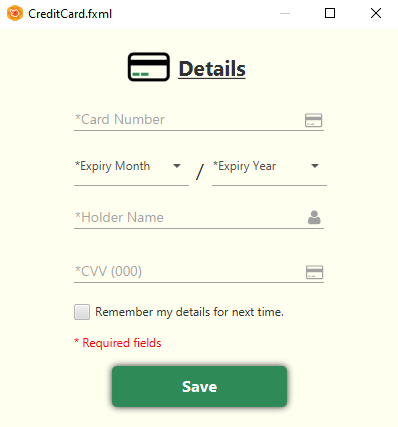 CreditCard.fxml
Details
*Card Number
*Expiry Month / *Expiry Year
*Holder Name
*CVV (000)
Remember my details for next time.
* Required fields
Save